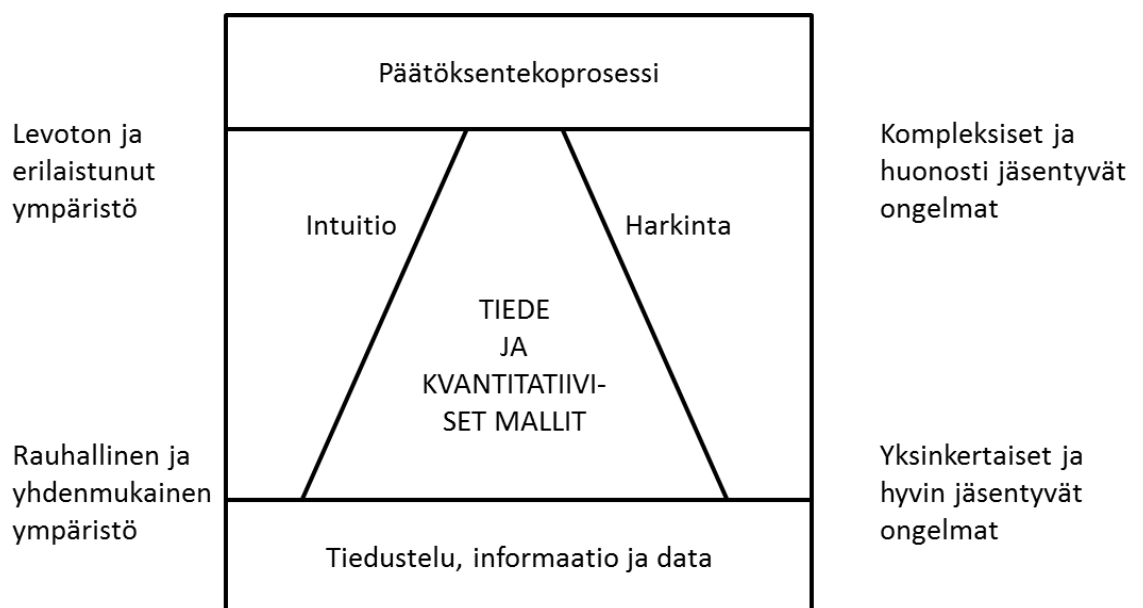 Päätöksentekoprosessi
Levoton ja
erilaistunut
ympäristö
Intuitio
Harkinta
Kompleksiset ja
huonosti jäsentyvät
ongelmat
TIEDE
JA
KVANTITATIIVI-
SET MALLIT
Rauhallinen ja
yhdenmukainen
ympäristö
Yksinkertaiset ja
hyvin jäsentyvät
ongelmat
Tiedustelu, informaatio ja data